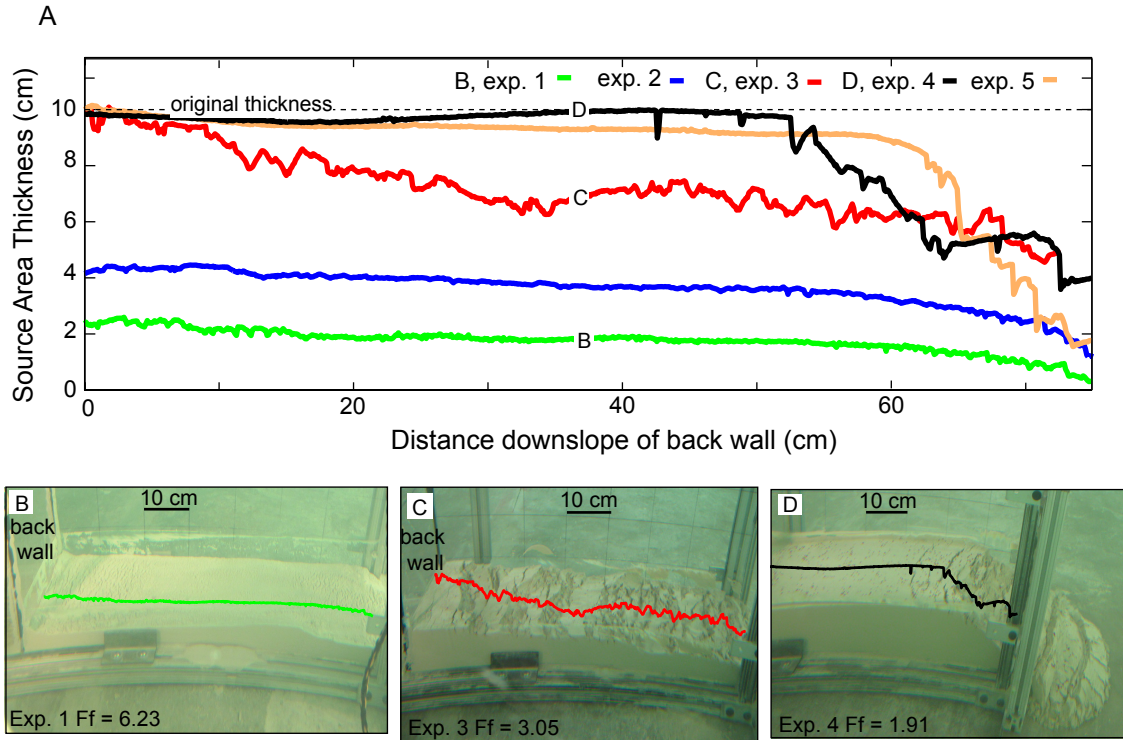 A
B, exp. 1 exp. 2 C, exp. 3 D, exp. 4 exp. 5
original thickness
D
C
B
Source Area Thickness (cm)
10
8
6
4
2
0
0 20 40 60
Distance downslope of back wall (cm)
B
10 cm
back
wall
Exp. 1 Ff = 6.23
C
10 cm
back
wall
Exp. 3 Ff = 3.05
D
10 cm
Exp. 4 Ff = 1.91